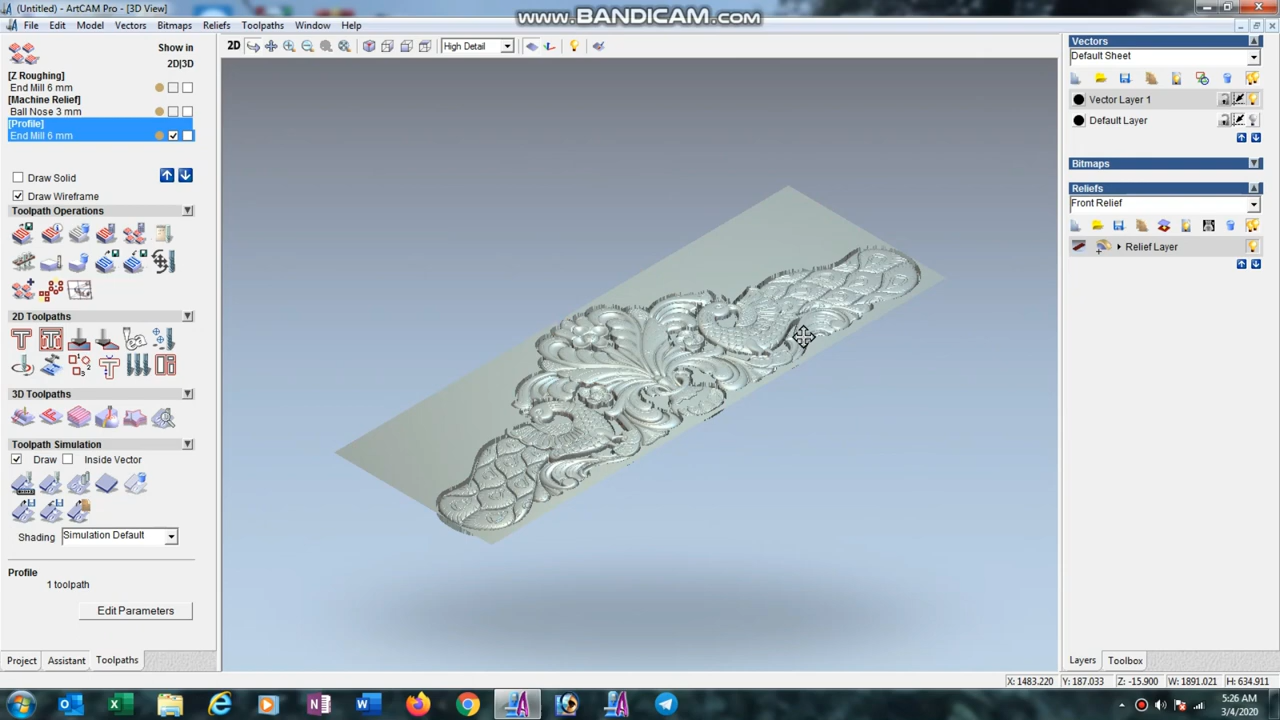 (Untitled) - ArtCAM Pro - [3D View]
www.BANDICAM.com
File Edit Model Vectors Bitmaps Reliefs Toolpaths Window Help
Show in
2D|3D
[Z Roughing]
End Mill 6 mm
[Machine Relief]
Ball Nose 3 mm
[Profile]
End Mill 6 mm
Draw Solid
Draw Wireframe
Toolpath Operations
2D Toolpaths
3D Toolpaths
Toolpath Simulation
Draw Inside Vector
Shading Simulation Default
Profile
1 toolpath
Edit Parameters
Project Assistant Toolpaths
2D High Detail
Vectors
Default Sheet
Vector Layer 1
Default Layer
Bitmaps
Reliefs
Front Relief
Relief Layer
Layers Toolbox
X: 1483.220 Y: 187.033 Z: -15.900 W: 1891.021 H: 634.911
5:26 AM
3/4/2020